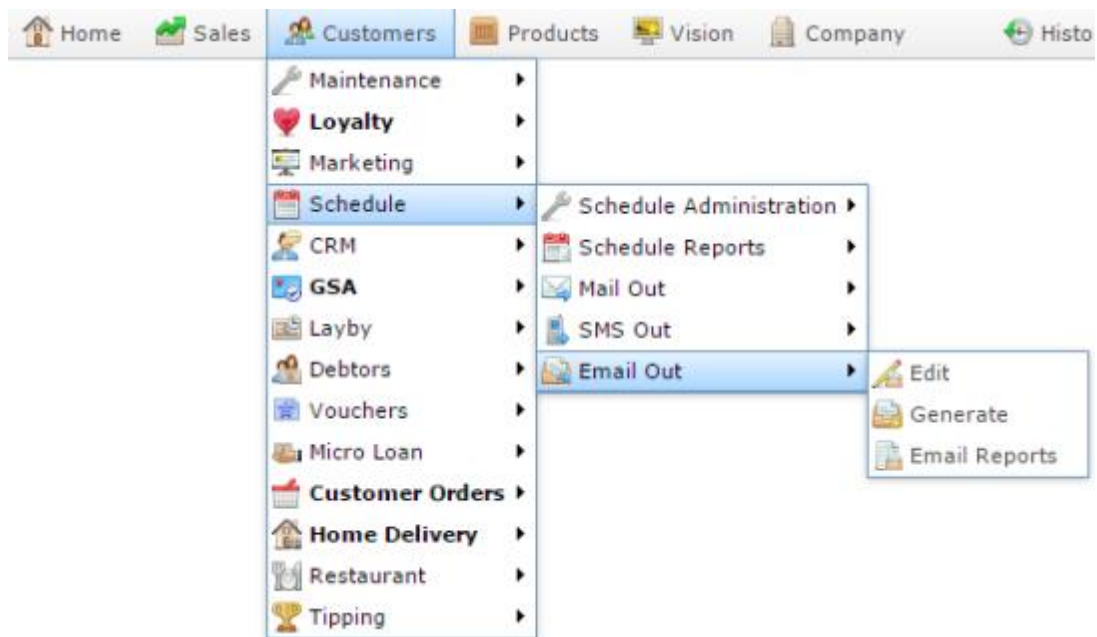 Home Sales Customers Products Vision Company Histo
Maintenance
Loyalty
Marketing
Schedule Schedule Administration
CRM Schedule Reports
GSA Mail Out
Layby SMS Out
Debtors Email Out Edit
Vouchers Generate
Micro Loan Email Reports
Customer Orders
Home Delivery
Restaurant
Tipping